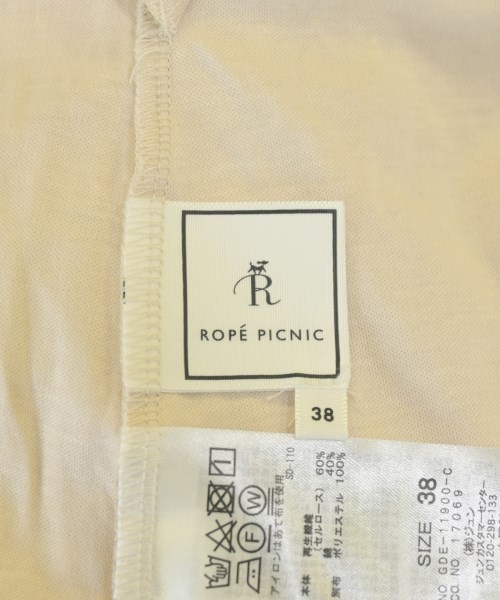 R
ROPÉ PICNIC
38
SD-110
アイロンはあて布を使用
本体 再生繊維 60%
(セルロース)
綿 40%
別布 ポリエステル 100%
SIZE 38
NO. GDE-11900-C
CO. NO. 17069
(株)ジュン
ジュンカスタマーセンター
0120-298-133